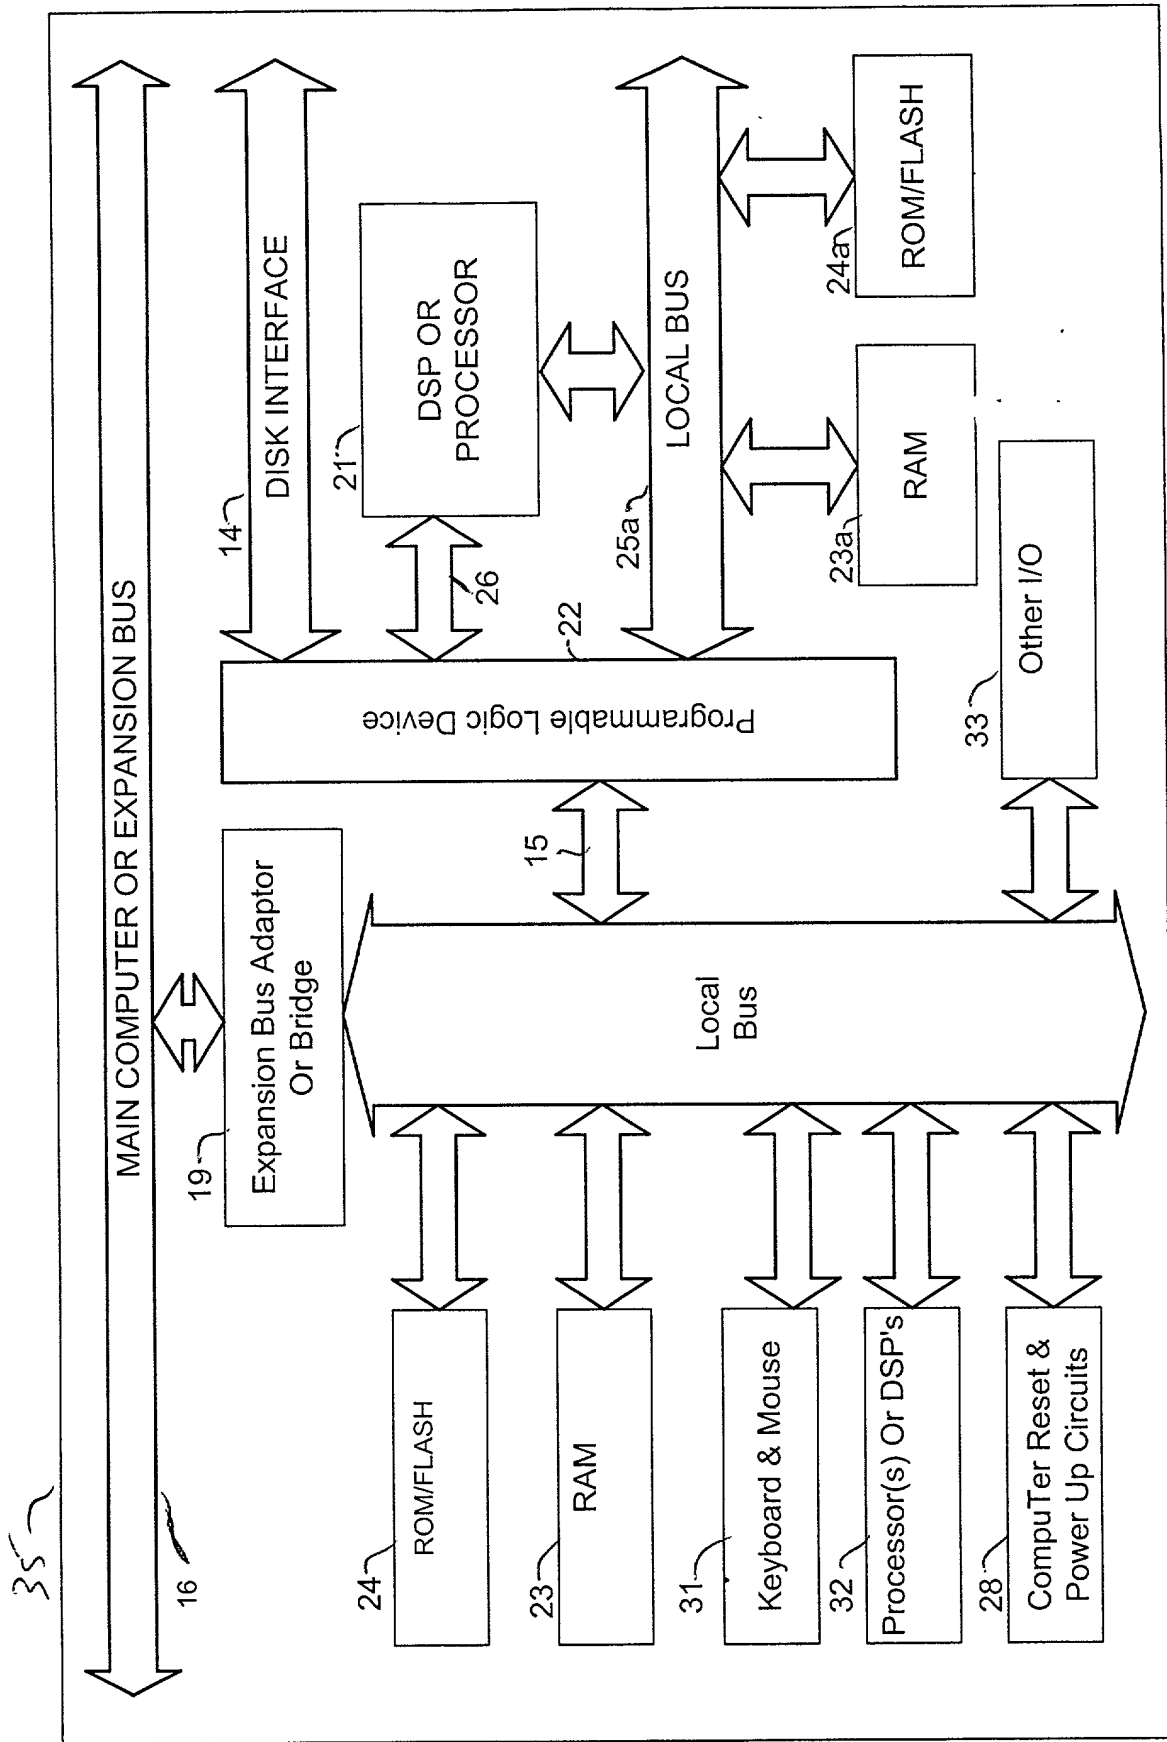 35
MAIN COMPUTER OR EXPANSION BUS
16
14
DISK INTERFACE
19
Expansion Bus Adaptor
Or Bridge
21
DSP OR
PROCESSOR
26
24
ROM/FLASH
Programmable Logic Device
22
15
25a
LOCAL BUS
23
RAM
Local
Bus
31
Keyboard & Mouse
23a
RAM
24a
ROM/FLASH
32
Processor(s) Or DSP's
33
Other I/O
28
CompuTer Reset &
Power Up Circuits